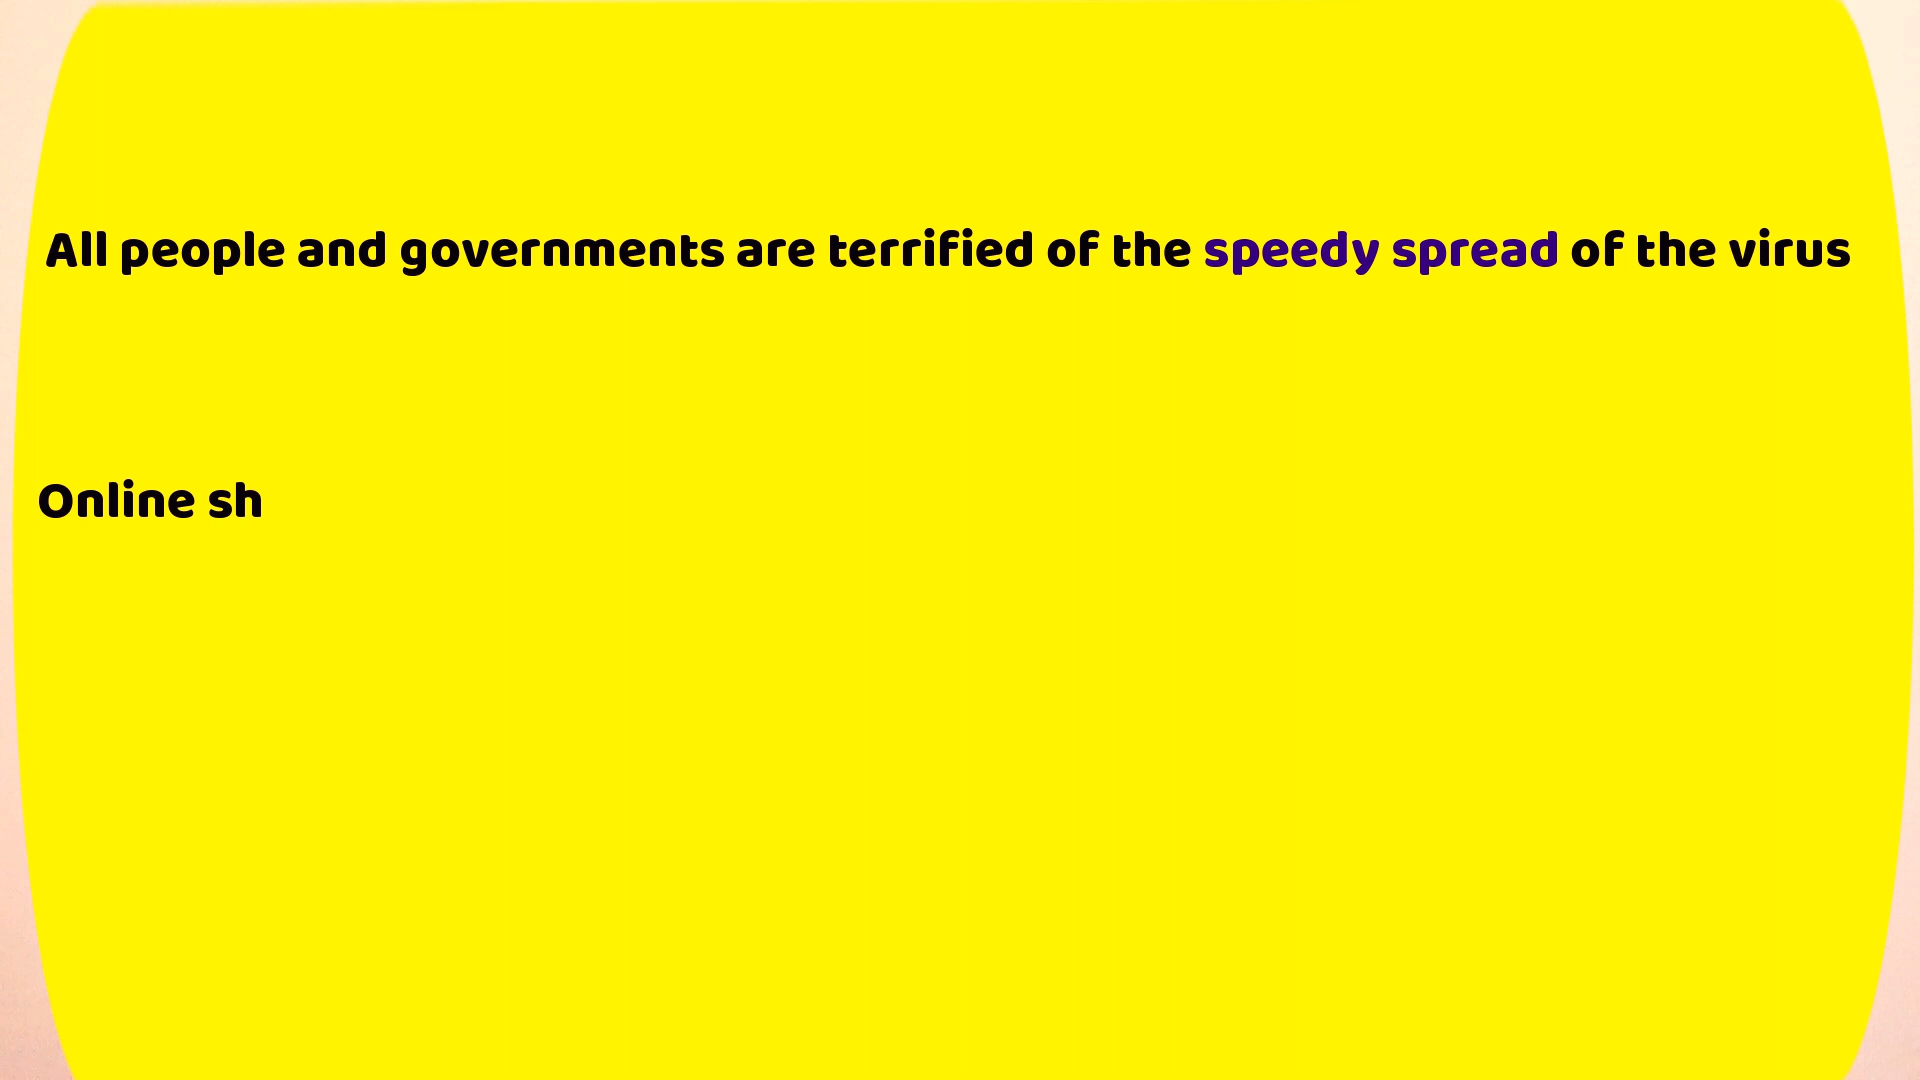 All people and governments are terrified of the speedy spread of the virus
Online sh